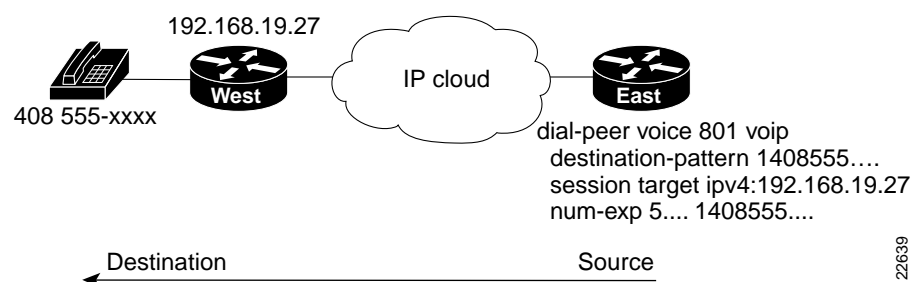 192.168.19.27
West
IP cloud
East
408 555-xxxx
dial-peer voice 801 voip
destination-pattern 1408555….
session target ipv4:192.168.19.27
num-exp 5.... 1408555....
Destination
Source
22639